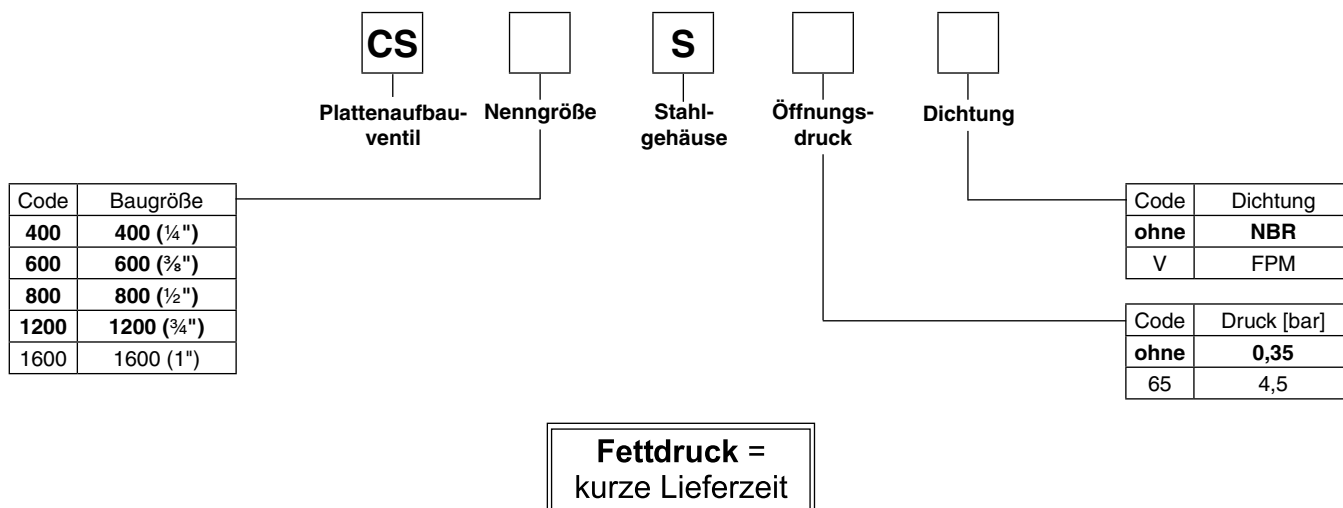 CS S
Plattenaufbau-
ventil
Nenngröße
Stahl-
gehäuse
Öffnungs-
druck
Dichtung
Code Baugröße
400 400 (¼")
600 600 (⅜")
800 800 (½")
1200 1200 (¾")
1600 1600 (1")
Code Dichtung
ohne NBR
V FPM
Code Druck [bar]
ohne 0,35
65 4,5
Fettdruck =
kurze Lieferzeit